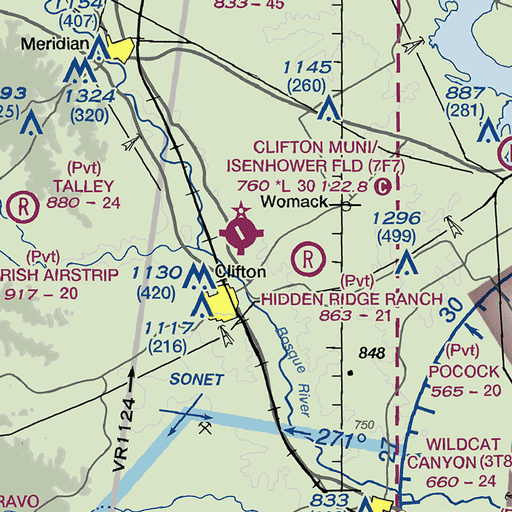 1154
(407)
833 - 45
Meridian
1324
(320)
1145
(260)
887
(281)
93
25)
CLIFTON MUNI/
ISENHOWER FLD (7F7)
760 *L 30 122.8 C
(Pvt)
TALLEY
880 - 24
R
Womack
1296
(499)
R
(Pvt)
RISH AIRSTRIP
917 - 20
1130
(420)
Clifton
(Pvt)
HIDDEN RIDGE RANCH
863 - 21
1117
(216)
30
Bosque River
848
(Pvt)
POCOCK
565 - 20
SONET
VR1124
750
271°
27
WILDCAT
CANYON (3T8
660 - 24
RAVO
833